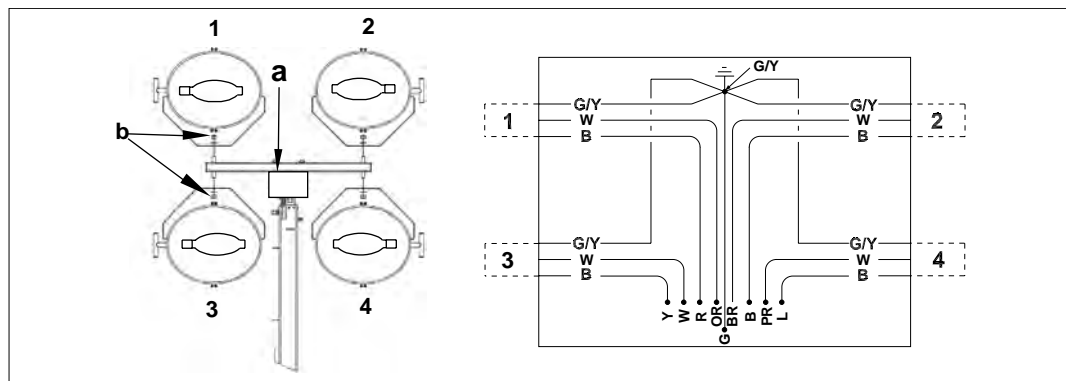 1 2
a
b
3 4
G/Y
1 G/Y G/Y 2
W W
B B
3 G/Y G/Y 4
W W
B B
Y W R OR BR B PR L
G